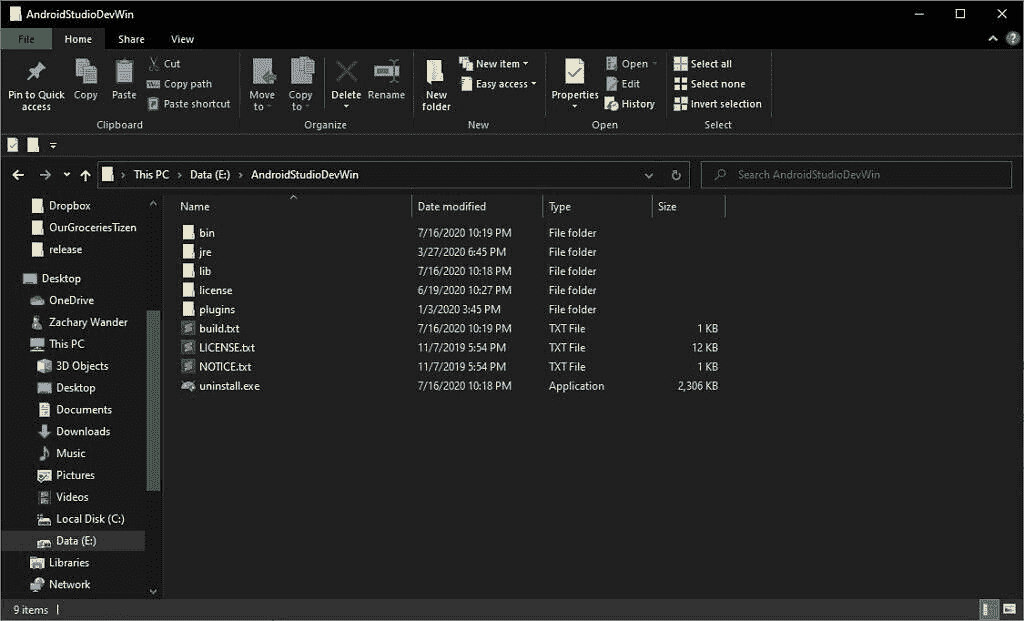 AndroidStudioDevWin
File Home Share View
Pin to Quick access
Copy
Paste
Cut
Copy path
Paste shortcut
Clipboard
Move to
Copy to
Delete
Rename
Organize
New folder
New item
Easy access
New
Properties
Open
Edit
History
Open
Select all
Select none
Invert selection
Select
This PC > Data (E:) > AndroidStudioDevWin
Search AndroidStudioDevWin
Dropbox
OurGroceriesTizen
release
Desktop
OneDrive
Zachary Wander
This PC
3D Objects
Desktop
Documents
Downloads
Music
Pictures
Videos
Local Disk (C:)
Data (E:)
Libraries
Network
Name Date modified Type Size
bin 7/16/2020 10:19 PM File folder
jre 3/27/2020 6:45 PM File folder
lib 7/16/2020 10:18 PM File folder
license 6/19/2020 10:27 PM File folder
plugins 1/3/2020 3:45 PM File folder
build.txt 7/16/2020 10:19 PM TXT File 1 KB
LICENSE.txt 11/7/2019 5:54 PM TXT File 12 KB
NOTICE.txt 11/7/2019 5:54 PM TXT File 1 KB
uninstall.exe 7/16/2020 10:18 PM Application 2,306 KB
9 items